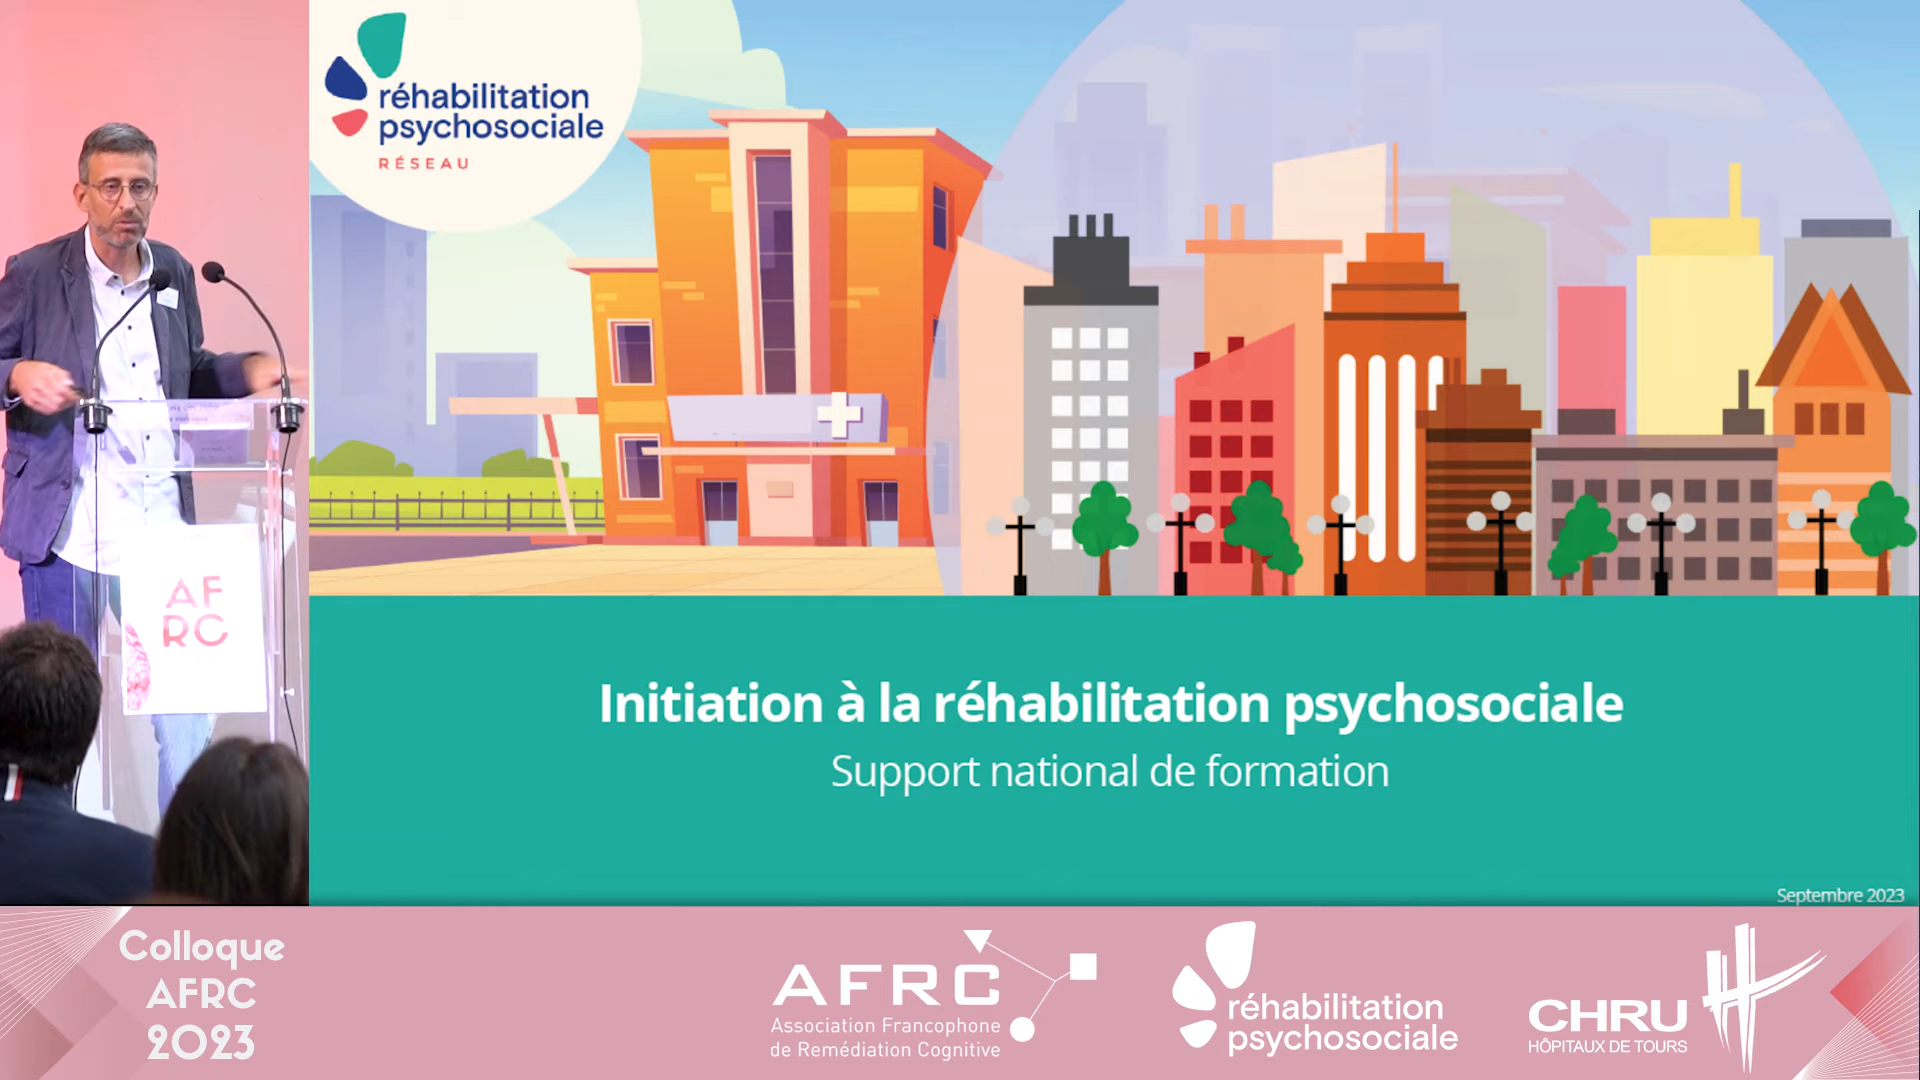 réhabilitation
psychosociale
RÉSEAU
AF
RC
Initiation à la réhabilitation psychosociale
Support national de formation
Septembre 2023
Colloque
AFRC
2023
AFRC
Association Francophone
de Remédiation Cognitive
réhabilitation
psychosociale
CHRU
HÔPITAUX DE TOURS